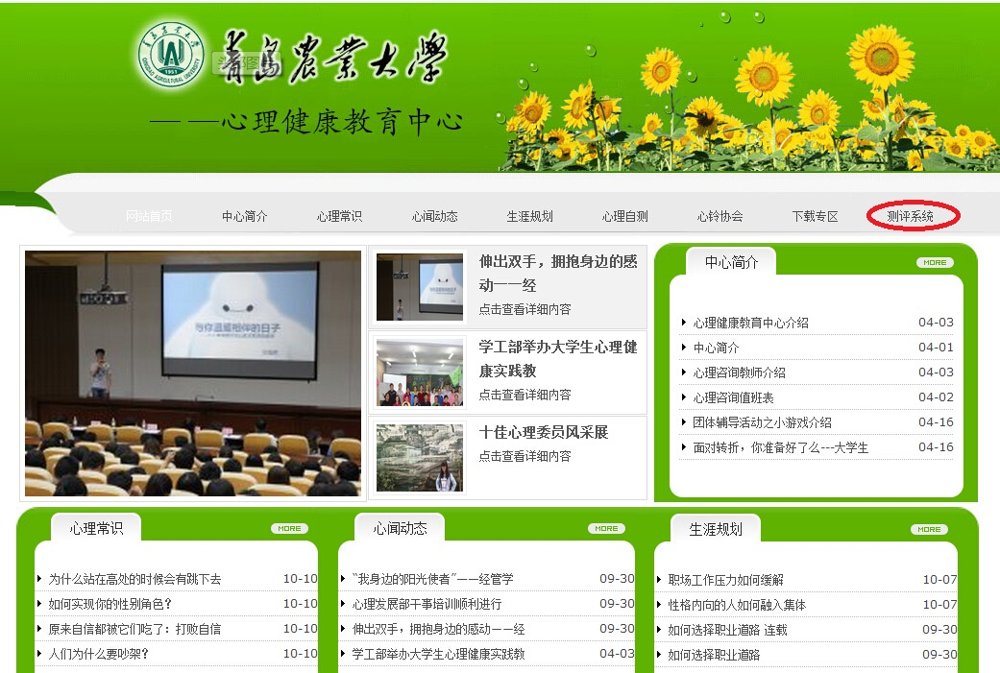 青岛农业大学
QINGDAO AGRICULTURAL UNIVERSITY
1951
——心理健康教育中心
网站首页 中心简介 心理常识 心闻动态 生涯规划 心理自测 心铃协会 下载专区 测评系统
与你温暖相伴的日子
伸出双手，拥抱身边的感
动一一经
点击查看详细内容
学工部举办大学生心理健
康实践教
点击查看详细内容
十佳心理委员风采展
点击查看详细内容
中心简介 MORE
心理健康教育中心介绍 04-03
中心简介 04-01
心理咨询教师介绍 04-03
心理咨询值班表 04-02
团体辅导活动之小游戏介绍 04-16
面对转折，你准备好了么---大学生 04-16
心理常识 MORE
为什么站在高处的时候会有跳下去 10-10
如何实现你的性别角色？ 10-10
原来自信都被它们吃了：打败自信 10-10
人们为什么要吵架？ 10-10
心闻动态 MORE
“我身边的阳光使者”一一经管学 09-30
心理发展部干事培训顺利进行 09-30
伸出双手，拥抱身边的感动一一经 09-30
学工部举办大学生心理健康实践教 04-03
生涯规划 MORE
职场工作压力如何缓解 10-07
性格内向的人如何融入集体 10-07
如何选择职业道路 连载 09-30
如何选择职业道路 09-30